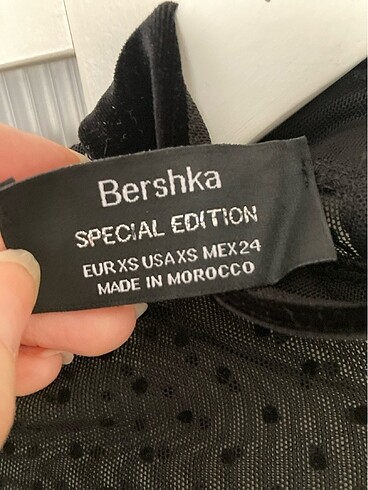 Bershka
SPECIAL EDITION
EUR XS USA XS MEX 24
MADE IN MOROCCO